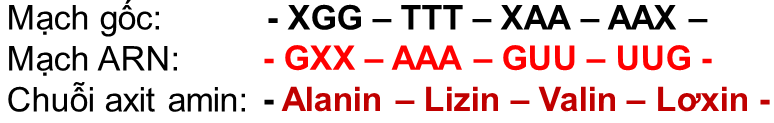 Mạch gốc: - XGG – TTT – XAA – AAX –
Mạch ARN: - GXX – AAA – GUU – UUG -
Chuỗi axit amin: - Alanin – Lizin – Valin – Lơxin -